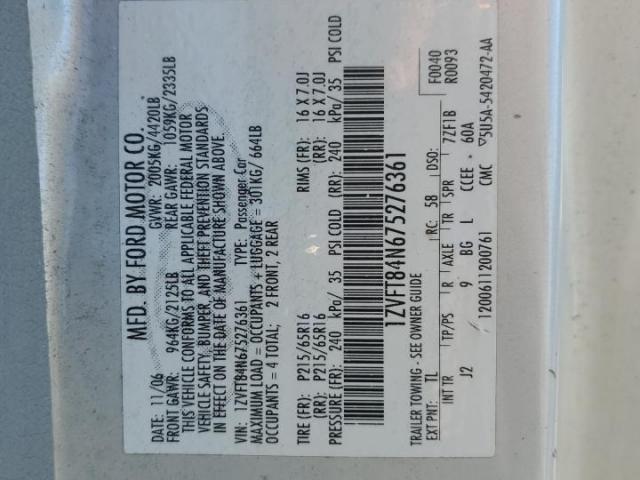 MFD. BY FORD MOTOR CO.
DATE: 11/06 GVWR: 2005KG/4420LB
FRONT GAWR: 964KG/2125LB REAR GAWR: 1059KG/2335LB
THIS VEHICLE CONFORMS TO ALL APPLICABLE FEDERAL MOTOR
VEHICLE SAFETY, BUMPER, AND THEFT PREVENTION STANDARDS
IN EFFECT ON THE DATE OF MANUFACTURE SHOWN ABOVE.
VIN: 1ZVFT84N675276361 TYPE: Passenger Car
MAXIMUM LOAD = OCCUPANTS + LUGGAGE = 301KG/664LB
OCCUPANTS = 4 TOTAL; 2 FRONT, 2 REAR
TIRE (FR): P215/65R16 RIMS (FR): 16 X 7.0J
(RR): P215/65R16 (RR): 16 X 7.0J
PRESSURE (FR): 240 kPa/ 35 PSI COLD (RR): 240 kPa/ 35 PSI COLD
1ZVFT84N675276361
TRAILER TOWING - SEE OWNER GUIDE F0040
EXT PNT: TL RC: 58 DSO: R0093
INT TR TP/PS R AXLE TR SPR 7ZF1B
J2 9 BG L CCEE 60A
12006111200761 CMC 5U5A-5420472-AA